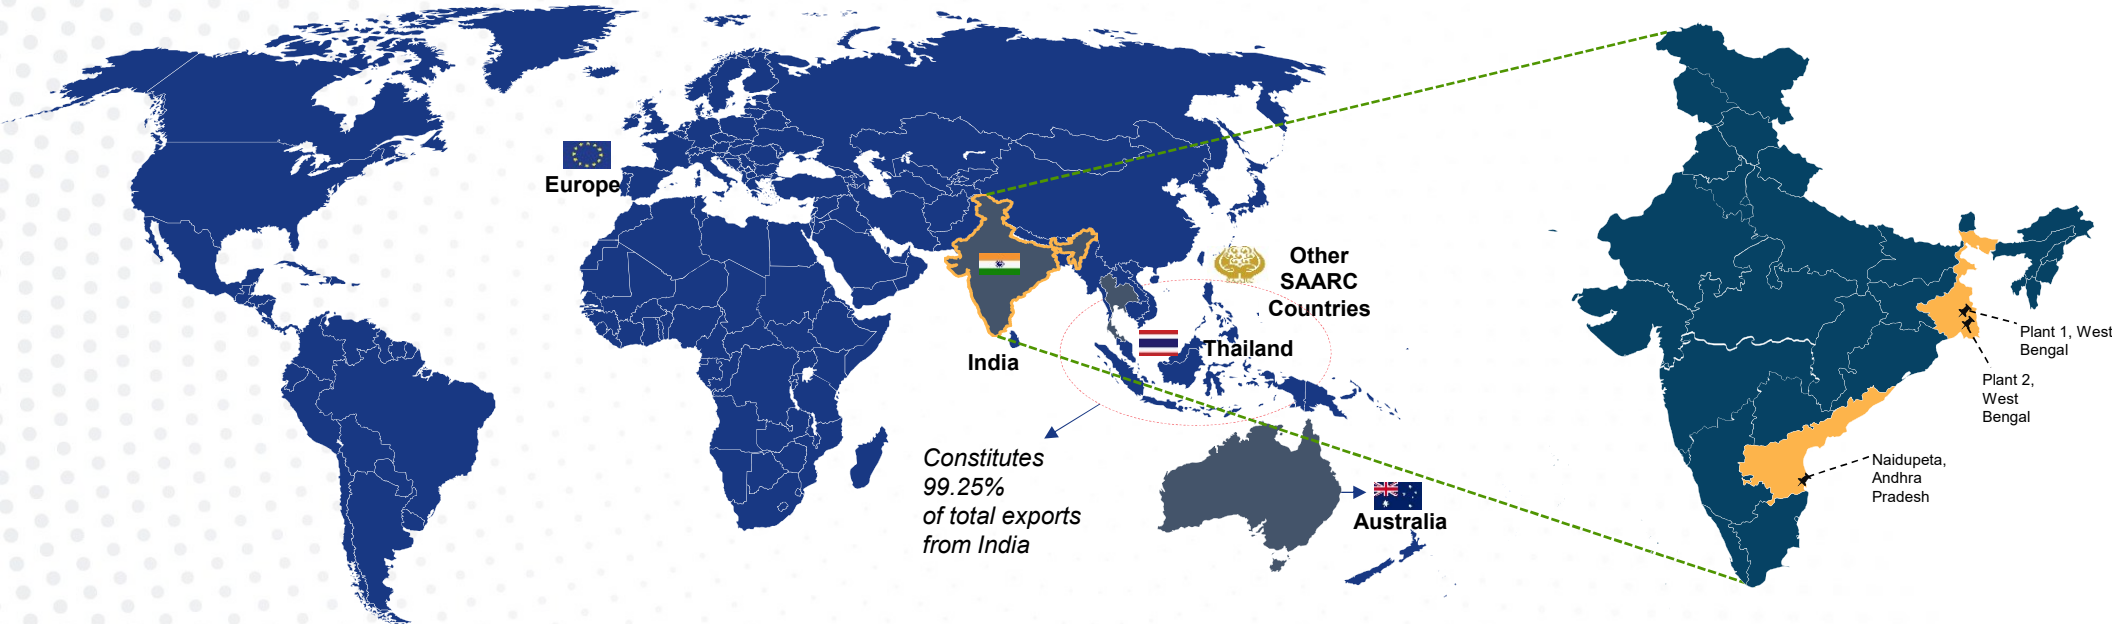 Europe
India
Other
SAARC
Countries
Thailand
Constitutes
99.25%
of total exports
from India
Australia
Plant 1, West
Bengal
Plant 2,
West
Bengal
Naidupeta,
Andhra
Pradesh